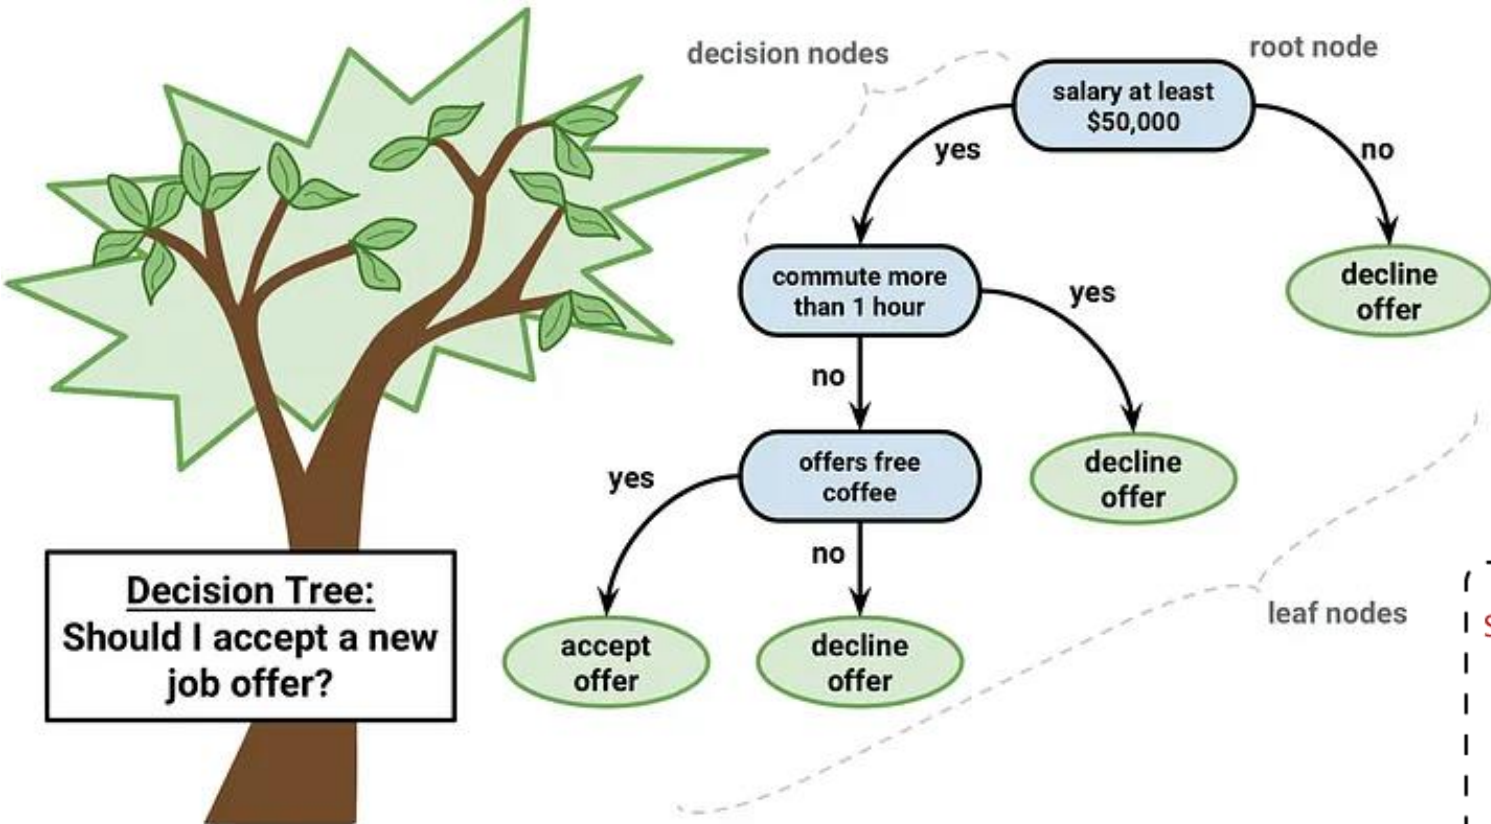 decision nodes
root node
salary at least
$50,000
yes
no
commute more
than 1 hour
yes
decline
offer
no
offers free
coffee
yes
decline
offer
no
accept
offer
decline
offer
leaf nodes
Decision Tree:
Should I accept a new
job offer?